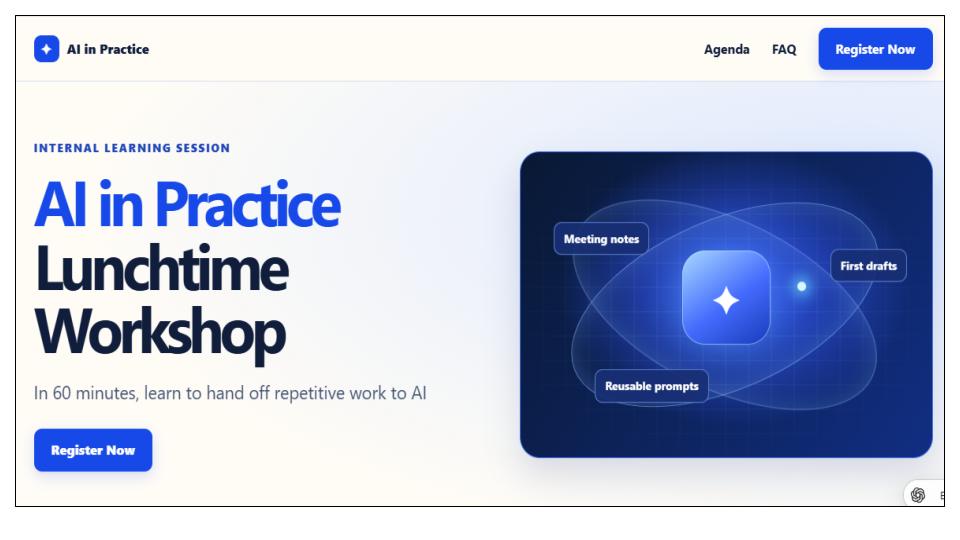 AI in Practice
Agenda
FAQ
Register Now
INTERNAL LEARNING SESSION
AI in Practice
Lunchtime
Workshop
In 60 minutes, learn to hand off repetitive work to AI
Register Now
Meeting notes
First drafts
Reusable prompts